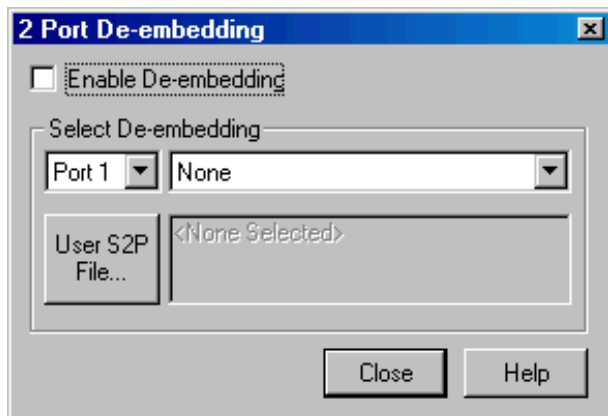 2 Port De-embedding
Enable De-embedding
Select De-embedding
Port 1 None
User S2P
File...
<None Selected>
Close Help